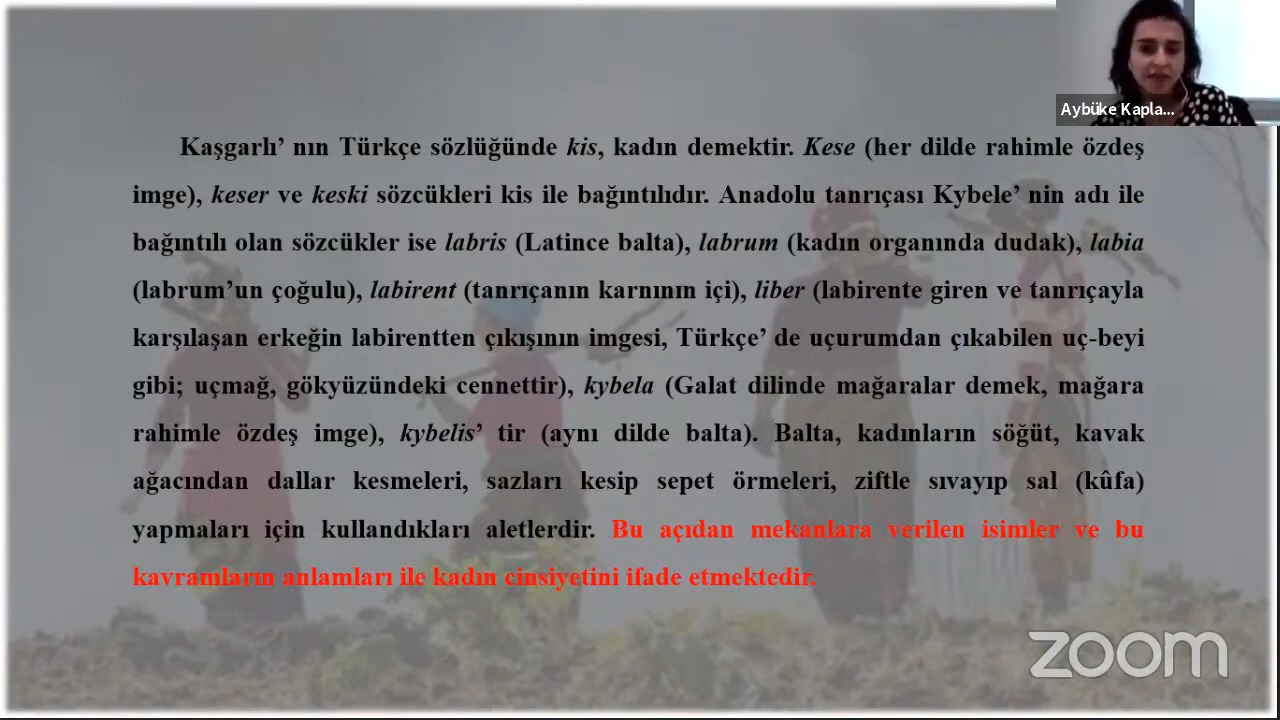 Aybüke Kapla...
Kaşgarlı’ nın Türkçe sözlüğünde kis, kadın demektir. Kese (her dilde rahimle özdeş
imge), keser ve keski sözcükleri kis ile bağıntılıdır. Anadolu tanrıçası Kybele’ nin adı ile
bağıntılı olan sözcükler ise labris (Latince balta), labrum (kadın organında dudak), labia
(labrum’un çoğulu), labirent (tanrıçanın karnının içi), liber (labirente giren ve tanrıçayla
karşılaşan erkeğin labirentten çıkışının imgesi, Türkçe’ de uçurumdan çıkabilen uç-beyi
gibi; uçmağ, gökyüzündeki cennettir), kybela (Galat dilinde mağaralar demek, mağara
rahimle özdeş imge), kybelis’ tir (aynı dilde balta). Balta, kadınların söğüt, kavak
ağacından dallar kesmeleri, sazları kesip sepet örmeleri, ziftle sıvayıp sal (kûfa)
yapmaları için kullandıkları aletlerdir. Bu açıdan mekanlara verilen isimler ve bu
kavramların anlamları ile kadın cinsiyetini ifade etmektedir.
zoom